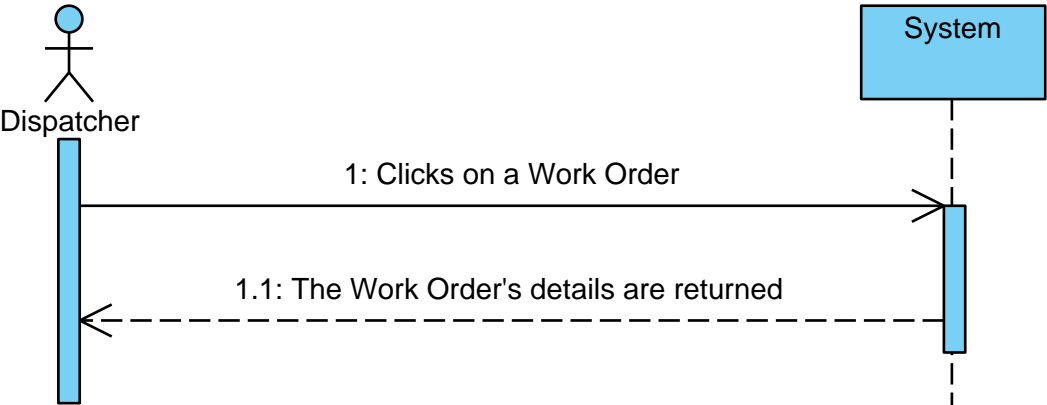 System
Dispatcher
1: Clicks on a Work Order
1.1: The Work Order's details are returned